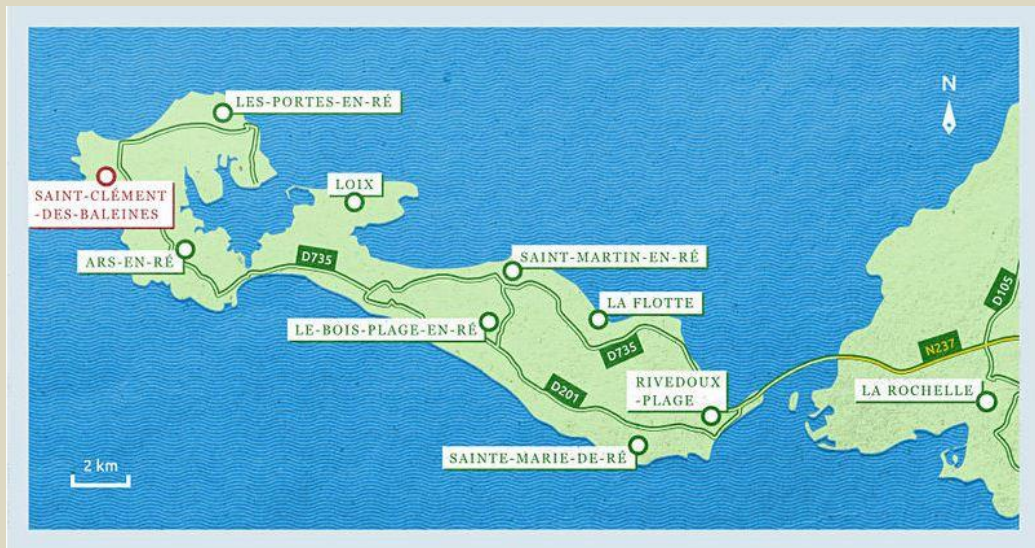 LES-PORTES-EN-RÉ
N
SAINT-CLÉMENT
-DES-BALEINES
LOIX
ARS-EN-RÉ
D735
SAINT-MARTIN-EN-RÉ
LA FLOTTE
D105
LE-BOIS-PLAGE-EN-RÉ
D735
N237
D201
RIVEDOUX
-PLAGE
LA ROCHELLE
SAINTE-MARIE-DE-RÉ
2 km